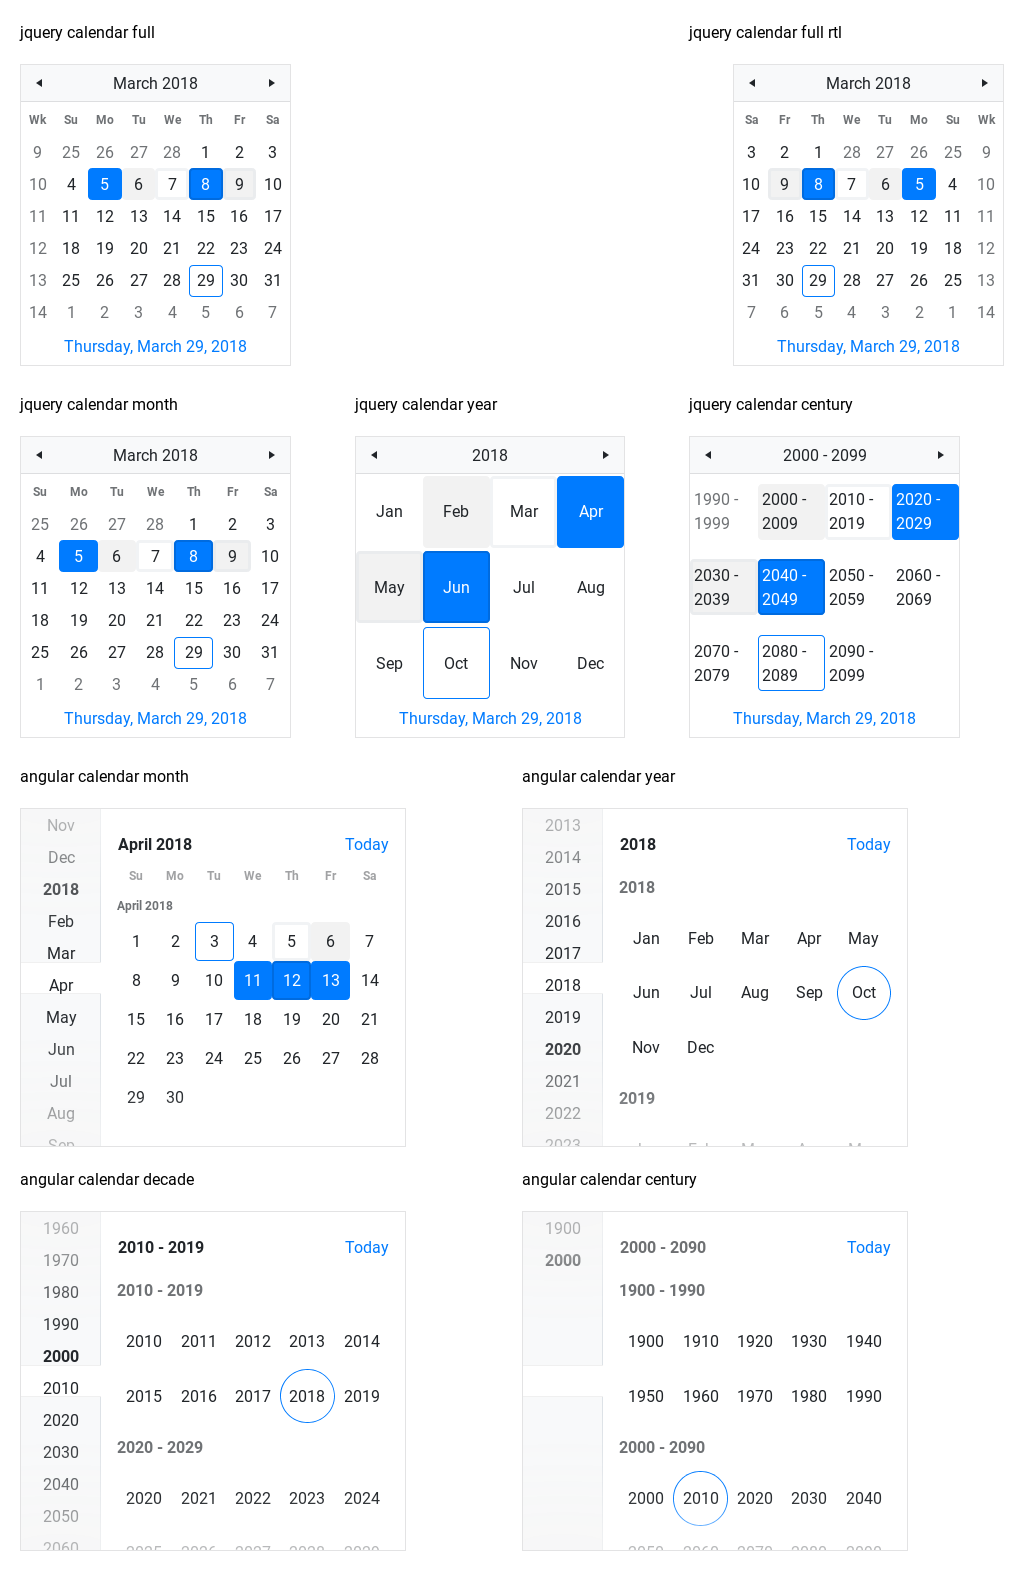 jquery calendar full
jquery calendar full rtl
March 2018
Wk Su Mo Tu We Th Fr Sa
9 25 26 27 28 1 2 3
10 4 5 6 7 8 9 10
11 11 12 13 14 15 16 17
12 18 19 20 21 22 23 24
13 25 26 27 28 29 30 31
14 1 2 3 4 5 6 7
Thursday, March 29, 2018
March 2018
Sa Fr Th We Tu Mo Su Wk
3 2 1 28 27 26 25 9
10 9 8 7 6 5 4 10
17 16 15 14 13 12 11 11
24 23 22 21 20 19 18 12
31 30 29 28 27 26 25 13
7 6 5 4 3 2 1 14
Thursday, March 29, 2018
jquery calendar month
March 2018
Su Mo Tu We Th Fr Sa
25 26 27 28 1 2 3
4 5 6 7 8 9 10
11 12 13 14 15 16 17
18 19 20 21 22 23 24
25 26 27 28 29 30 31
1 2 3 4 5 6 7
Thursday, March 29, 2018
jquery calendar year
2018
Jan Feb Mar Apr
May Jun Jul Aug
Sep Oct Nov Dec
Thursday, March 29, 2018
jquery calendar century
2000 - 2099
1990 - 2000 - 2010 - 2020 -
1999 2009 2019 2029
2030 - 2040 - 2050 - 2060 -
2039 2049 2059 2069
2070 - 2080 - 2090 -
2079 2089 2099
Thursday, March 29, 2018
angular calendar month
Nov
Dec
2018
Feb
Mar
Apr
May
Jun
Jul
Aug
Sep
April 2018 Today
Su Mo Tu We Th Fr Sa
April 2018
1 2 3 4 5 6 7
8 9 10 11 12 13 14
15 16 17 18 19 20 21
22 23 24 25 26 27 28
29 30
angular calendar year
2013
2014
2015
2016
2017
2018
2019
2020
2021
2022
2023
2018 Today
2018
Jan Feb Mar Apr May
Jun Jul Aug Sep Oct
Nov Dec
2019
Jan Feb Mar Apr May
angular calendar decade
1960
1970
1980
1990
2000
2010
2020
2030
2040
2050
2060
2010 - 2019 Today
2010 - 2019
2010 2011 2012 2013 2014
2015 2016 2017 2018 2019
2020 - 2029
2020 2021 2022 2023 2024
2025 2026 2027 2028 2029
angular calendar century
1900
2000
2000 - 2090 Today
1900 - 1990
1900 1910 1920 1930 1940
1950 1960 1970 1980 1990
2000 - 2090
2000 2010 2020 2030 2040
2050 2060 2070 2080 2090